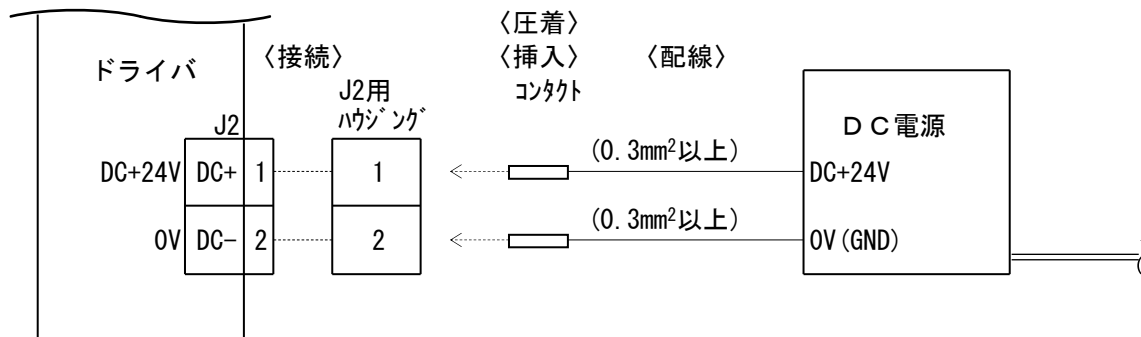 〈圧着〉
〈接続〉
〈挿入〉
〈配線〉
ドライバ
J2用
ﾊｳｼﾞﾝｸﾞ
ｺﾝﾀｸﾄ
J2
DC電源
(0.3mm²以上)
DC+24V
DC+
1
1
DC+24V
(0.3mm²以上)
0V
DC-
2
2
0V(GND)